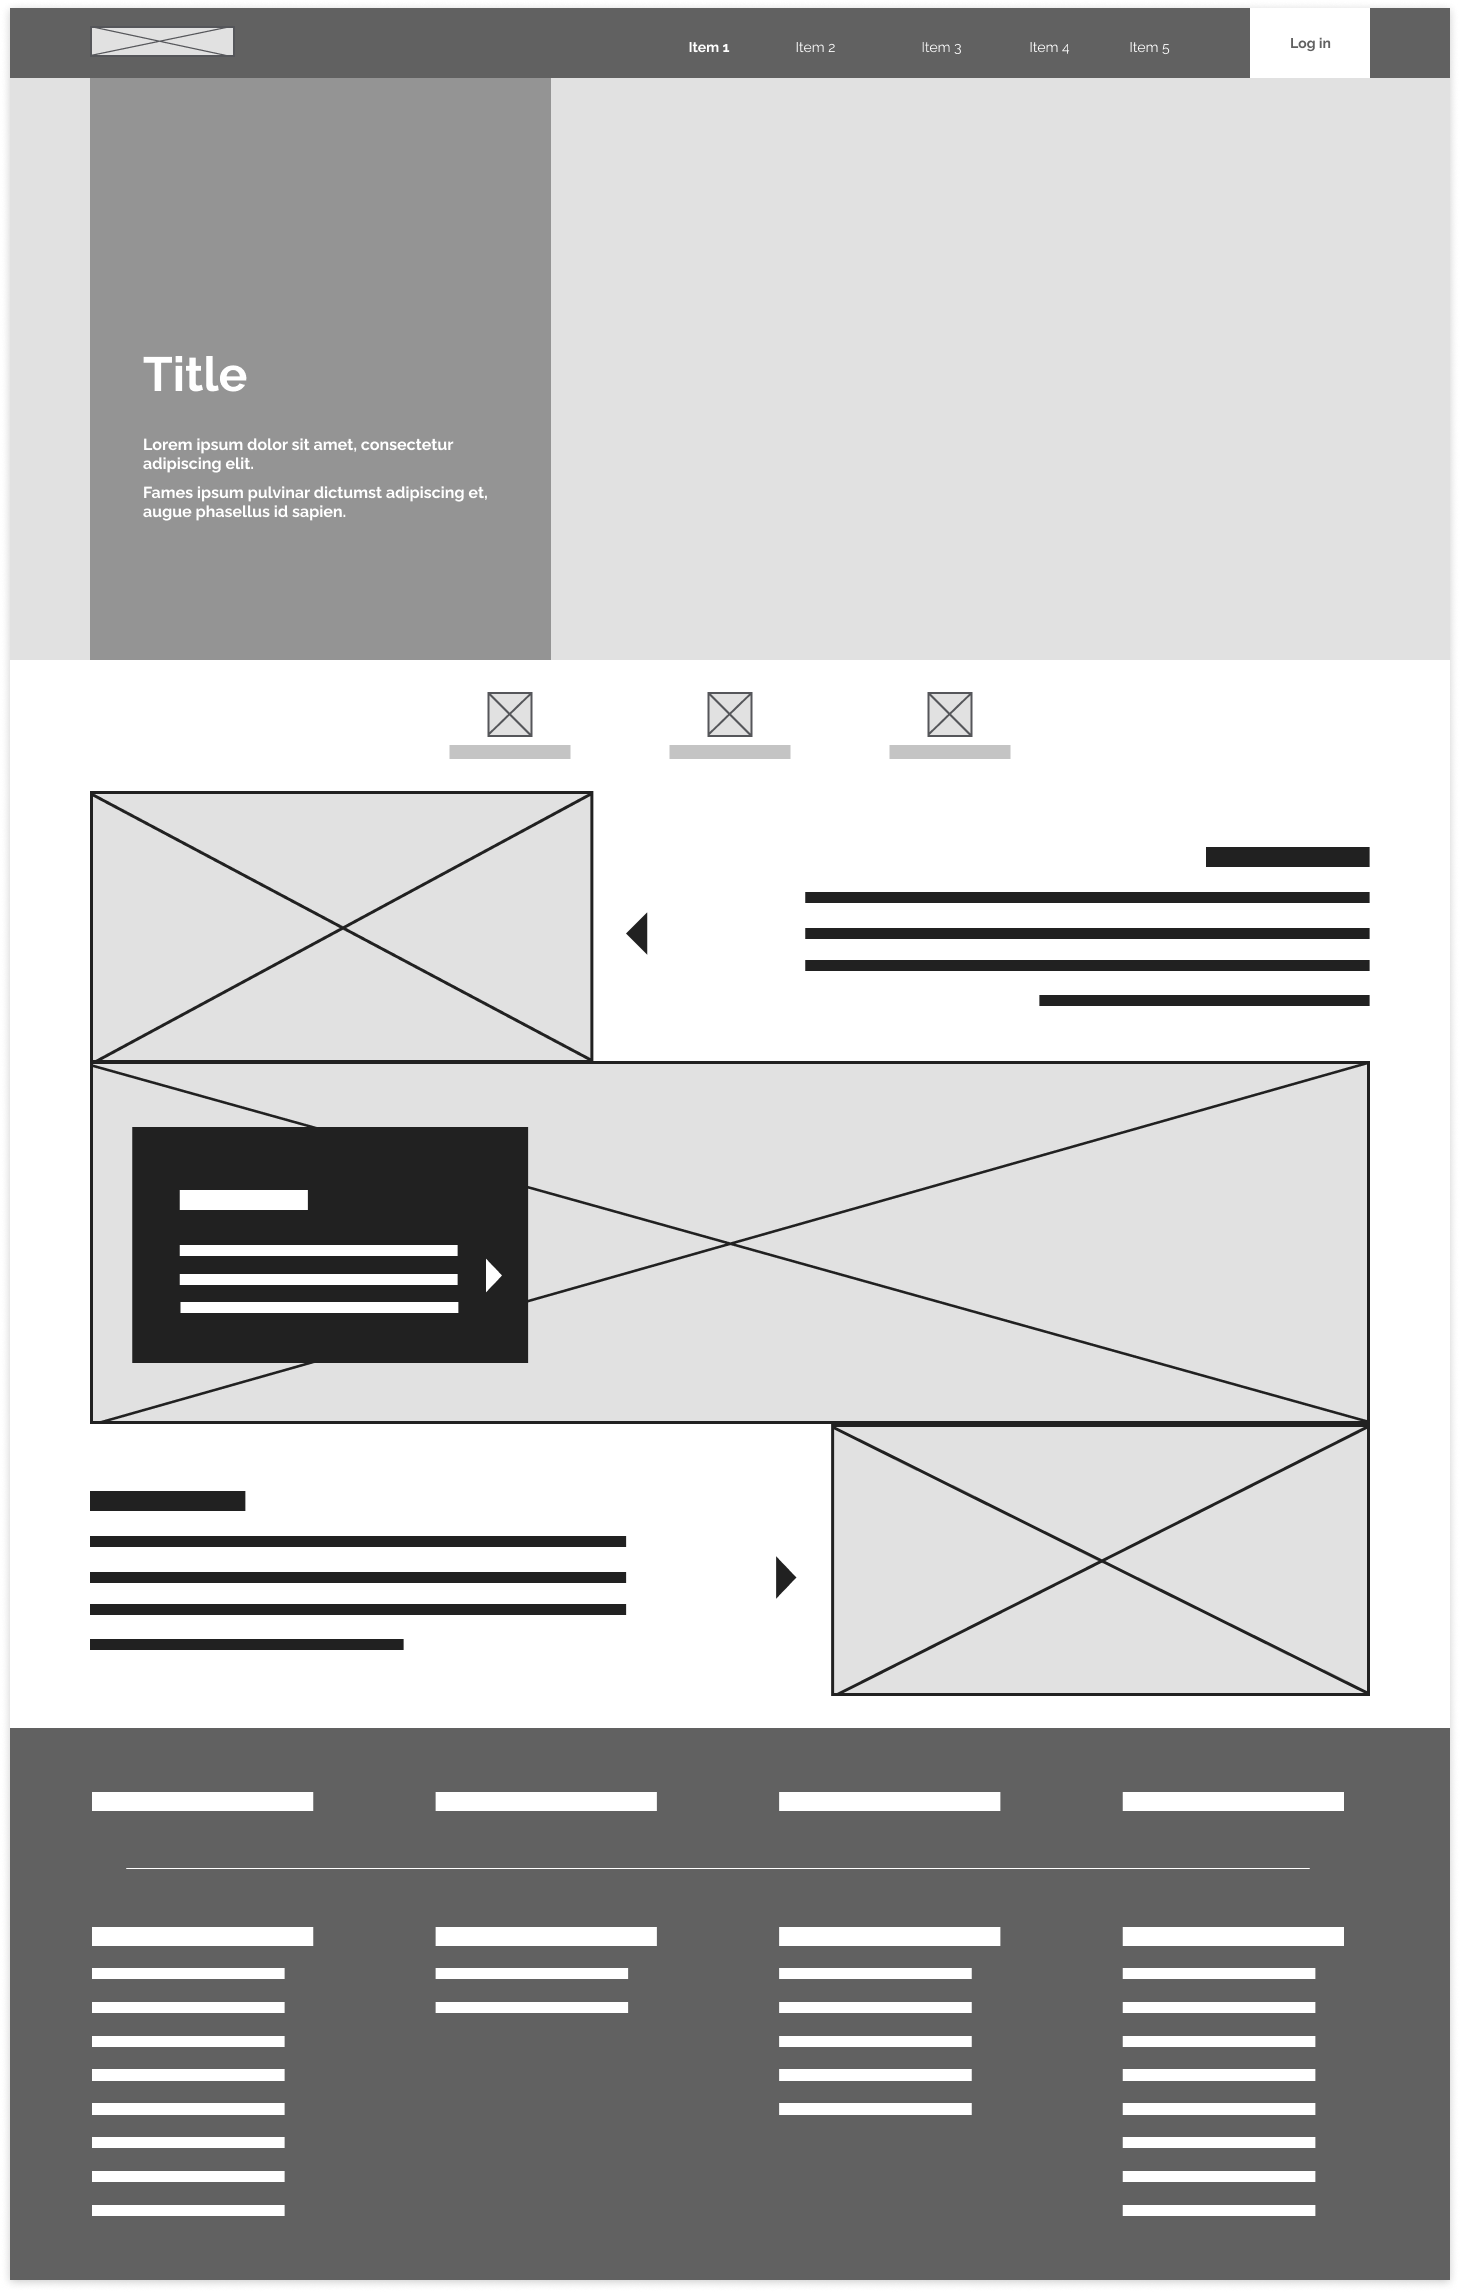 Item 1
Item 2
Item 3
Item 4
Item 5
Log in
Title
Lorem ipsum dolor sit amet, consectetur
adipiscing elit.
Fames ipsum pulvinar dictumst adipiscing et,
augue phasellus id sapien.